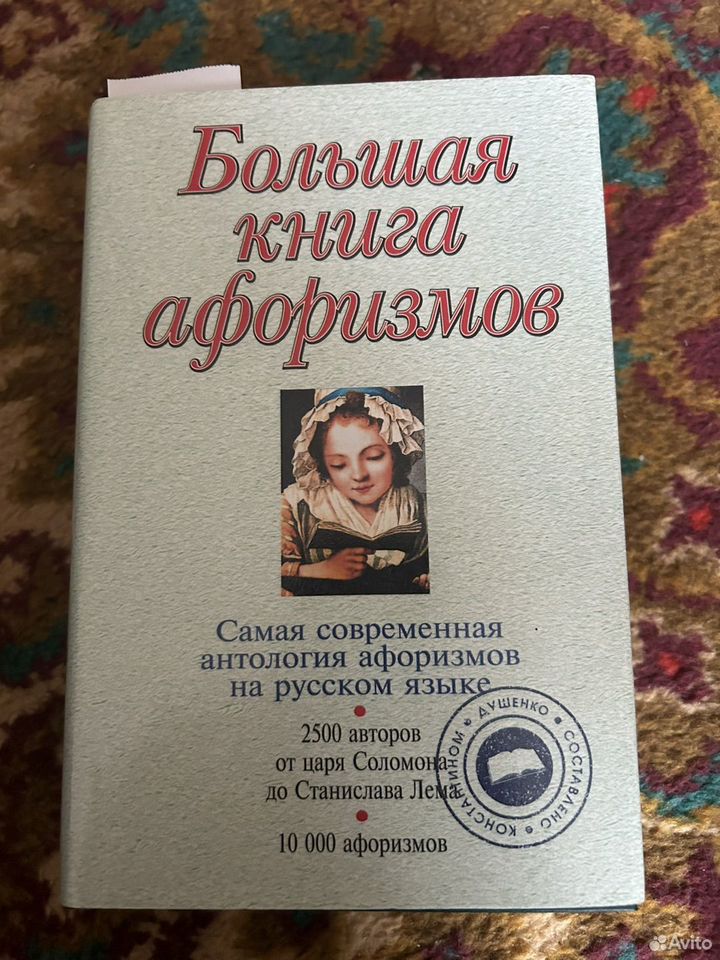 Большая
книга
афоризмов
Самая современная
антология афоризмов
на русском языке
2500 авторов
от царя Соломона
до Станислава Лема
10 000 афоризмов
СОСТАВЛЕНО • КОНСТАНТИНОМ • ДУШЕНКО •
Avito